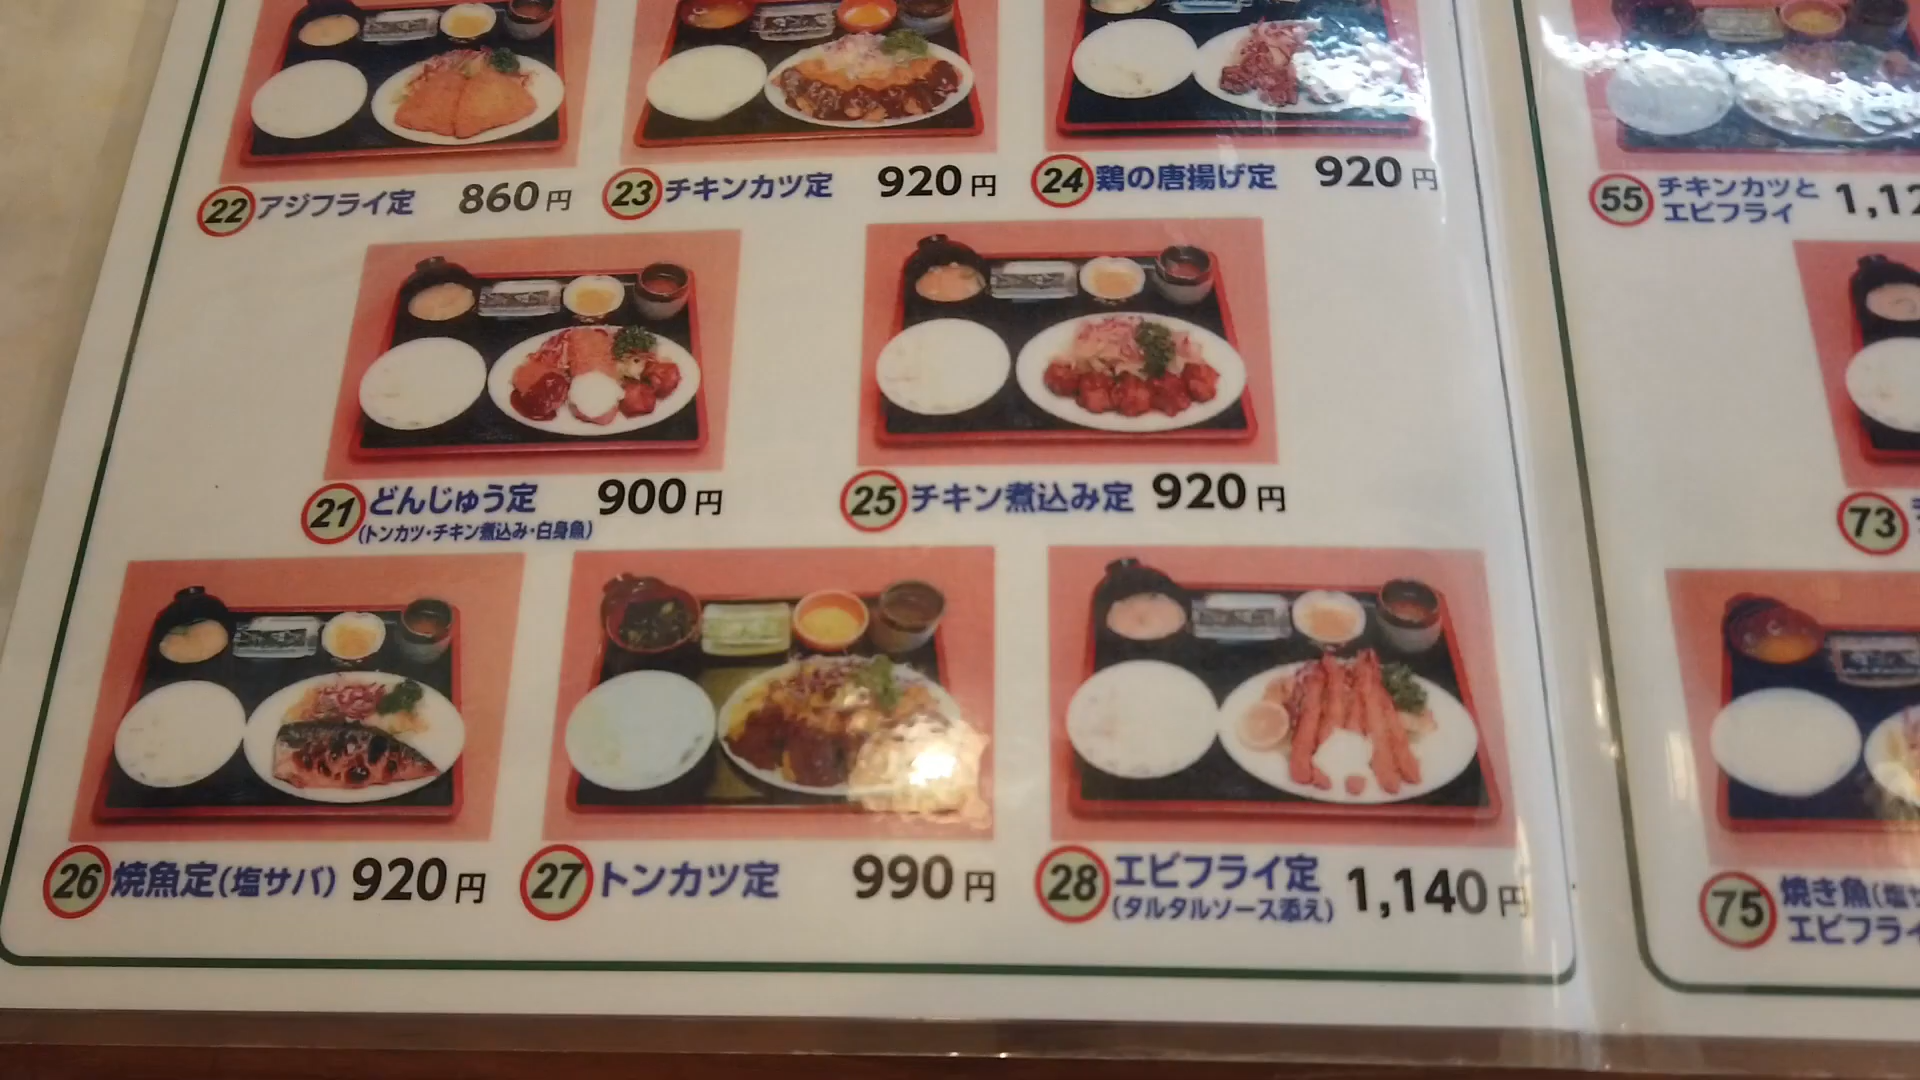 22 アジフライ定 860円
23 チキンカツ定 920円
24 鶏の唐揚げ定 920円
21 どんじゅう定 900円
(トンカツ・チキン煮込み・白身魚)
25 チキン煮込み定 920円
26 焼魚定(塩サバ) 920円
27 トンカツ定 990円
28 エビフライ定 1,140円
(タルタルソース添え)
55 チキンカツと 1,12
エビフライ
73
75 焼き魚(塩サ
エビフライ